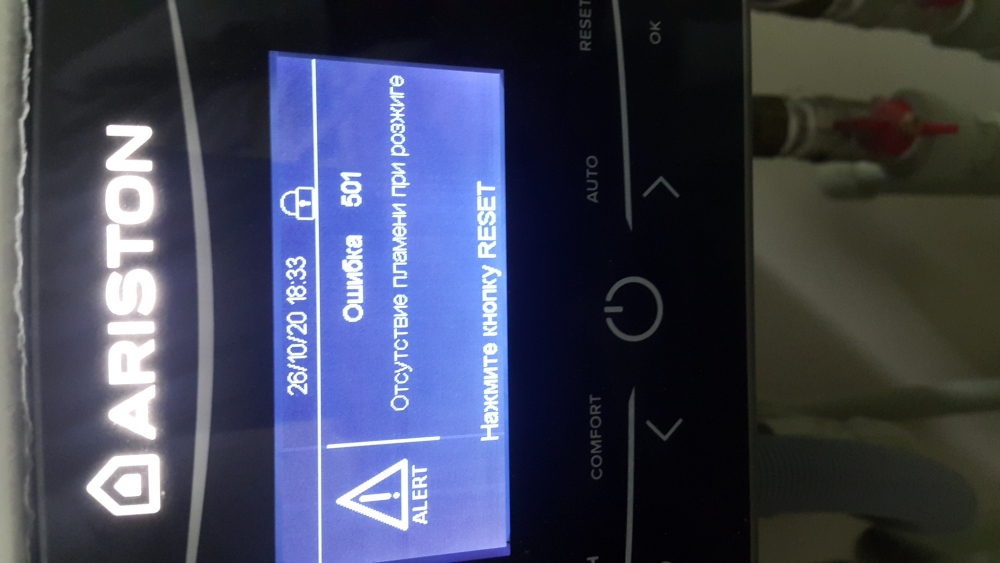 ARISTON
26/10/20 18:33
Ошибка 501
Отсутствие пламени при розжиге
ALERT
Нажмите кнопку RESET
COMFORT
AUTO
RESET
OK